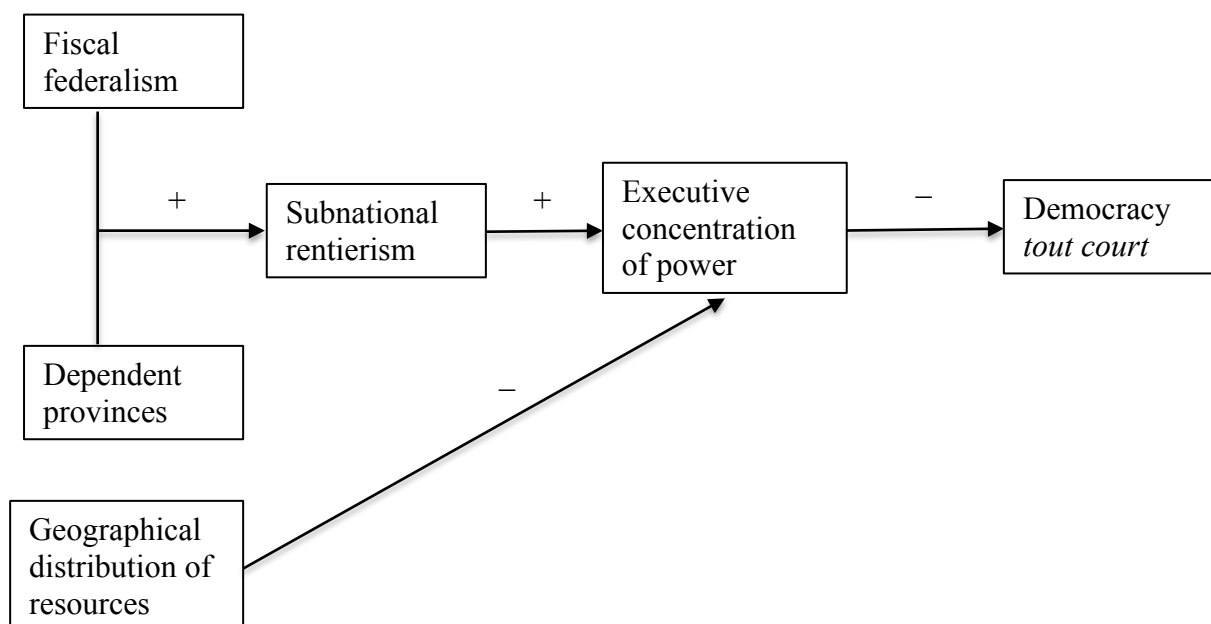 Fiscal
federalism
+
Subnational
rentierism
+
Executive
concentration
of power
−
Democracy
tout court
Dependent
provinces
−
Geographical
distribution of
resources